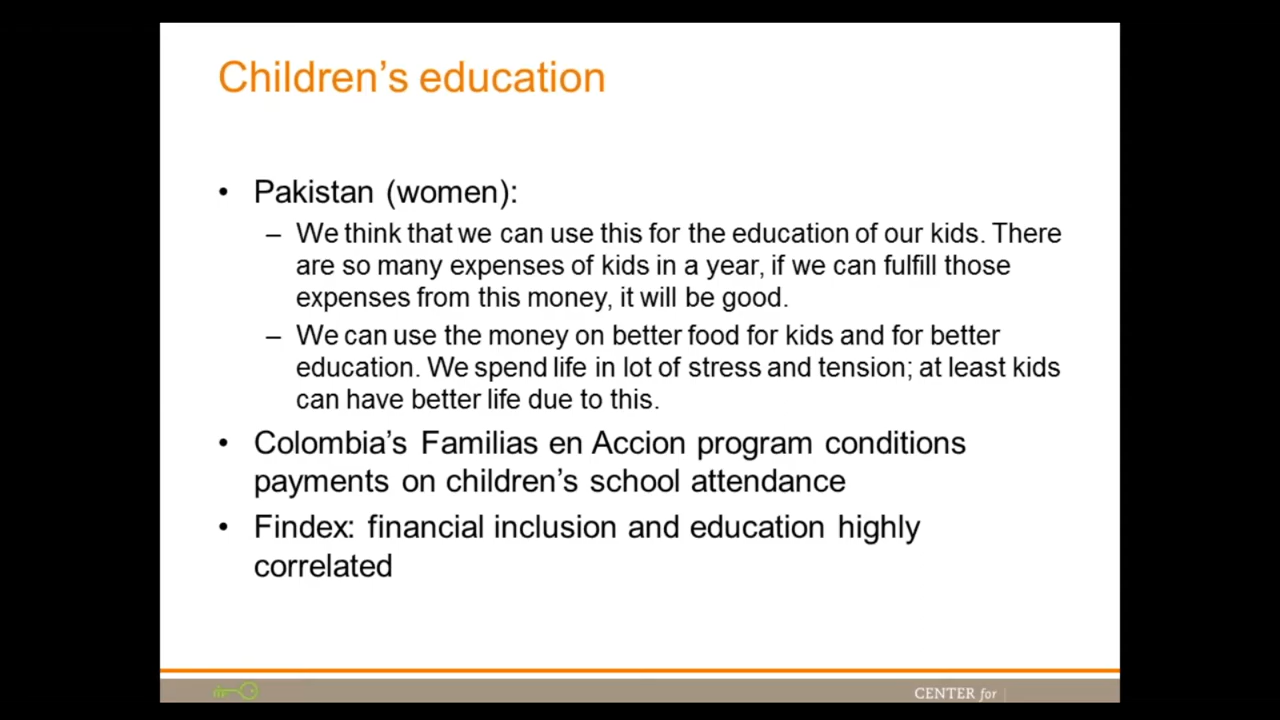 Children’s education
• Pakistan (women):
– We think that we can use this for the education of our kids. There
are so many expenses of kids in a year, if we can fulfill those
expenses from this money, it will be good.
– We can use the money on better food for kids and for better
education. We spend life in lot of stress and tension; at least kids
can have better life due to this.
• Colombia’s Familias en Accion program conditions
payments on children’s school attendance
• Findex: financial inclusion and education highly
correlated
CENTER for